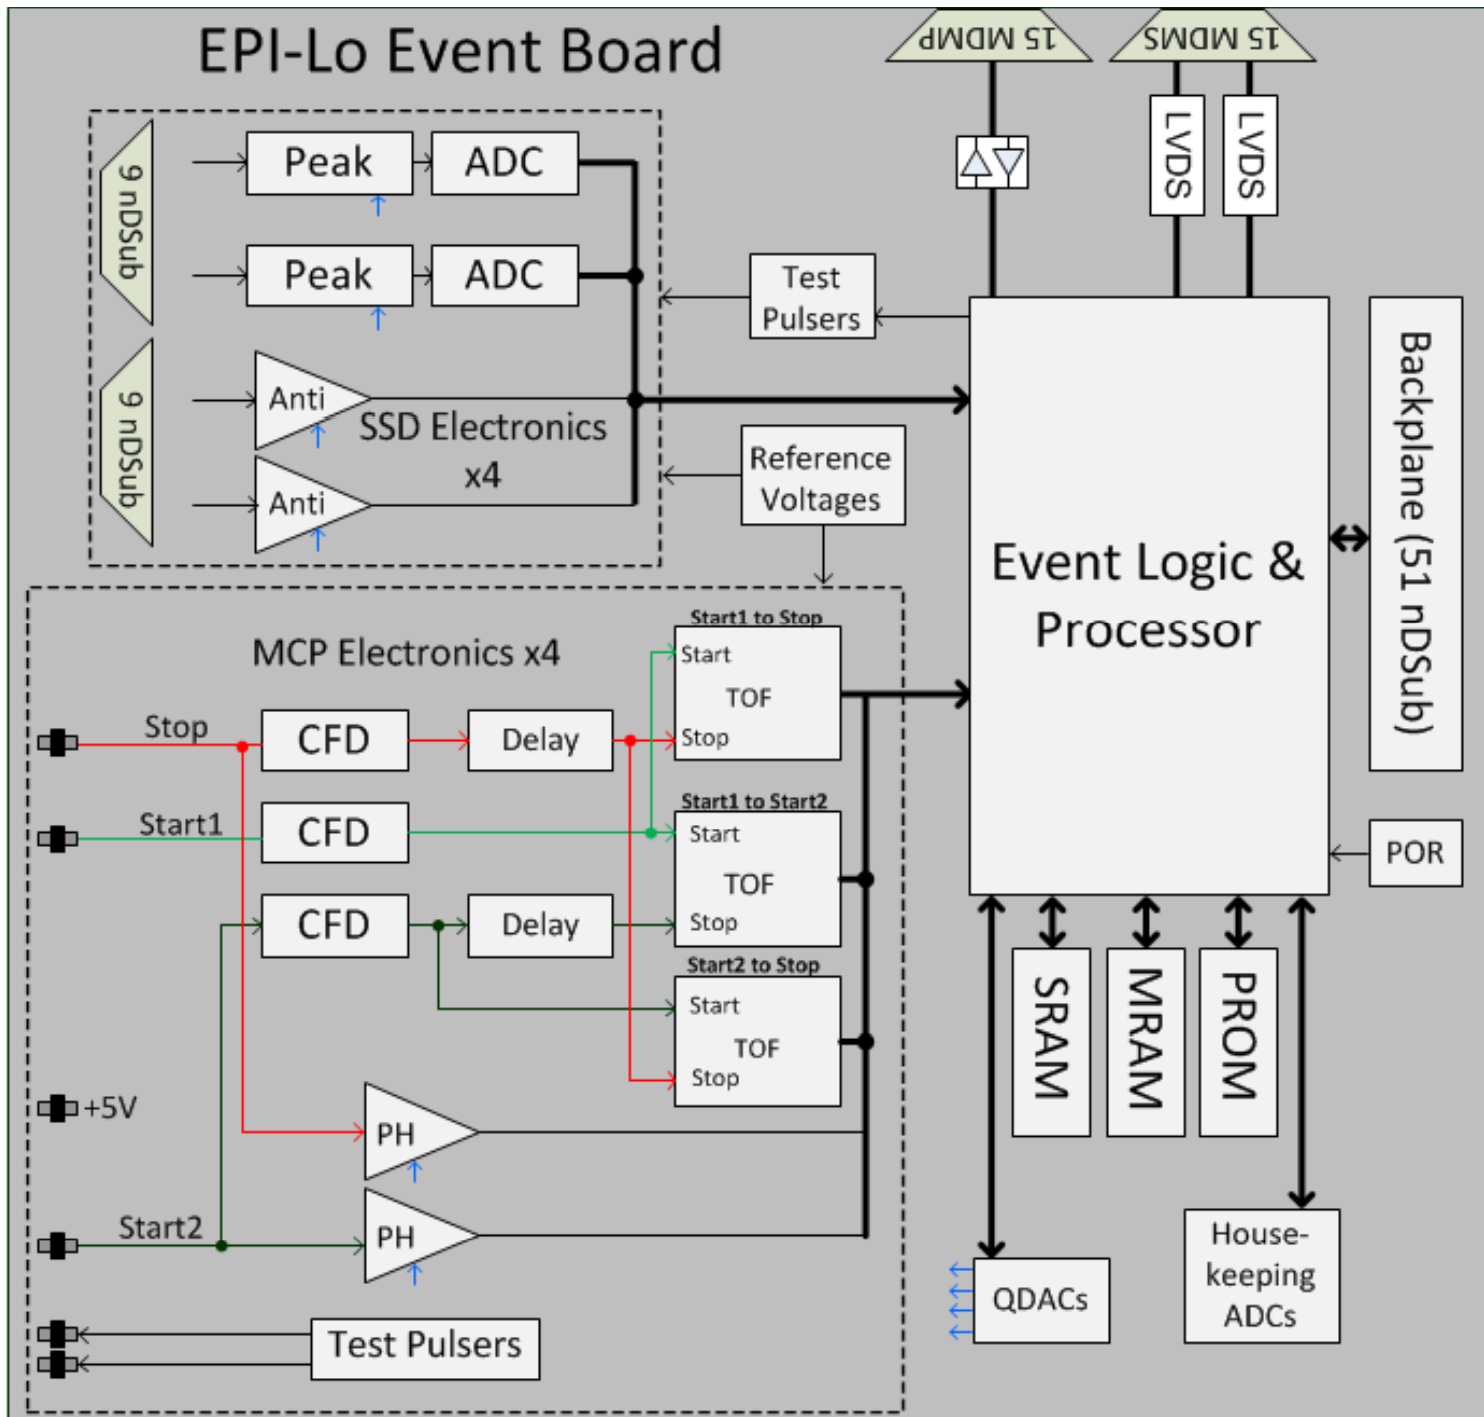 EPI-Lo Event Board
15 MDMP
15 MDMS
LVDS
LVDS
9 nDSub
Peak
ADC
Peak
ADC
9 nDSub
Anti
Anti
SSD Electronics
x4
Test
Pulsers
Reference
Voltages
Event Logic &
Processor
Backplane (51 nDSub)
POR
MCP Electronics x4
Stop
CFD
Delay
Start1 to Stop
Start
TOF
Stop
Start1
CFD
Start1 to Start2
Start
TOF
Stop
CFD
Delay
Start2 to Stop
Start
TOF
Stop
+5V
PH
Start2
PH
Test Pulsers
SRAM
MRAM
PROM
QDACs
House-
keeping
ADCs